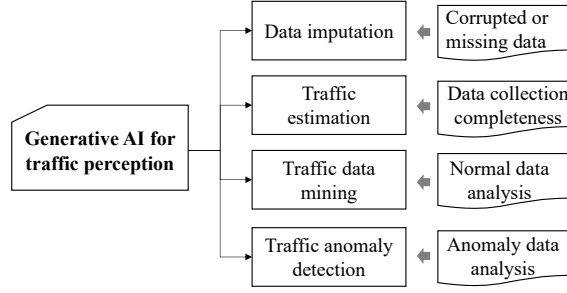 Data imputation
Corrupted or
missing data
Generative AI for
traffic perception
Traffic
estimation
Data collection
completeness
Traffic data
mining
Normal data
analysis
Traffic anomaly
detection
Anomaly data
analysis